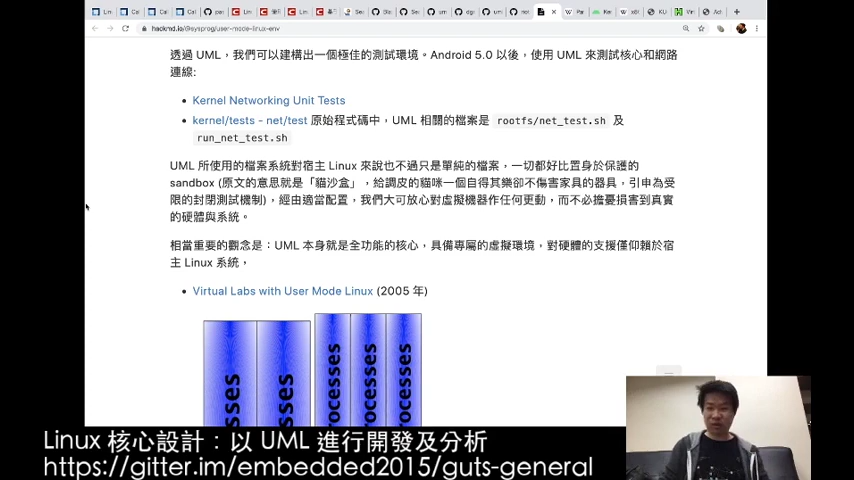 hackmd.io/@sysprog/user-mode-linux-env
透過 UML,我們可以建構出一個極佳的測試環境。Android 5.0 以後,使用 UML 來測試核心和網路
連線:
Kernel Networking Unit Tests
kernel/tests - net/test 原始程式碼中,UML 相關的檔案是 rootfs/net_test.sh 及
run_net_test.sh
UML 所使用的檔案系統對宿主 Linux 來說也不過只是單純的檔案,一切都好比置身於保護的
sandbox (原文的意思就是「貓沙盒」,給調皮的貓咪一個自得其樂卻不傷害家具的器具,引申為受
限的封閉測試機制),經由適當配置,我們大可放心對虛擬機器作任何更動,而不必擔憂損害到真實
的硬體與系統。
相當重要的觀念是:UML 本身就是全功能的核心,具備專屬的虛擬環境,對硬體的支援僅仰賴於宿
主 Linux 系統,
Virtual Labs with User Mode Linux (2005 年)
Linux 核心設計:以 UML 進行開發及分析
https://gitter.im/embedded2015/guts-general